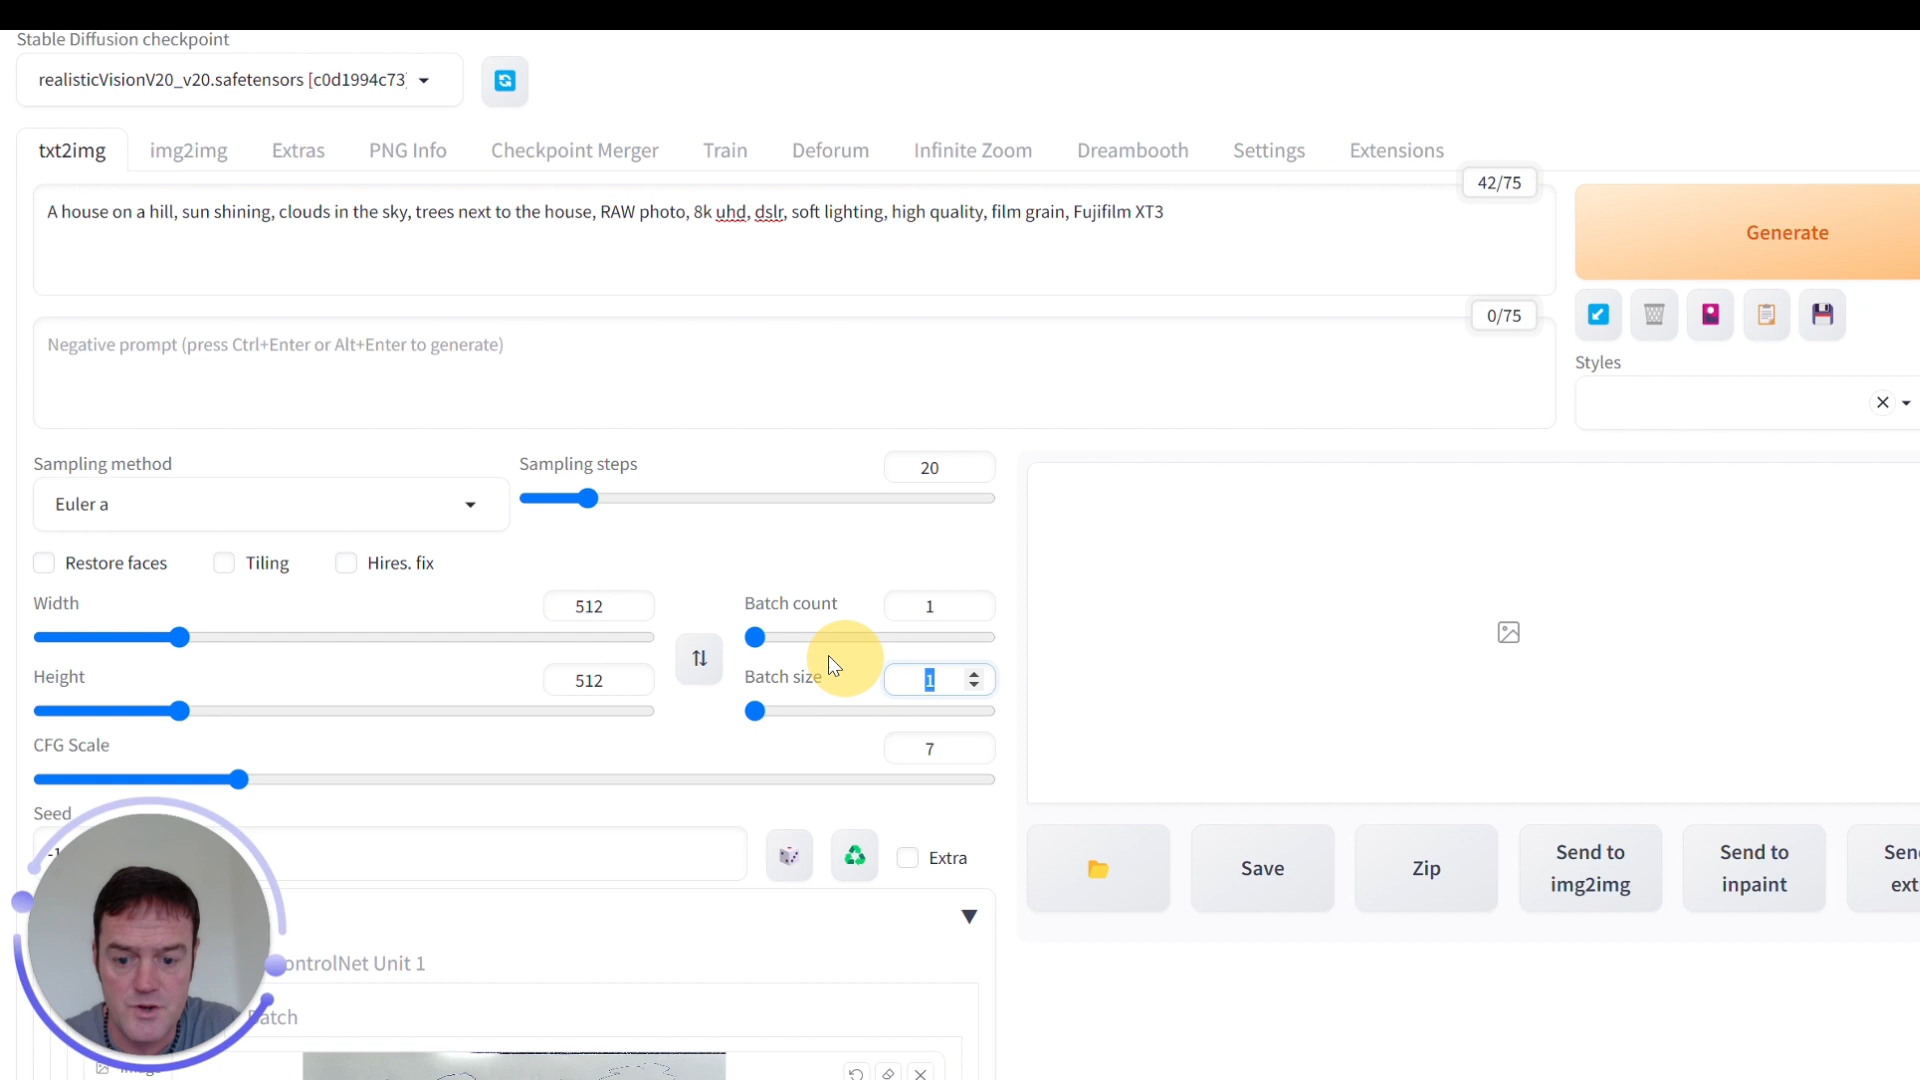 Stable Diffusion checkpoint
realisticVisionV20_v20.safetensors [c0d1994c73]
txt2img img2img Extras PNG Info Checkpoint Merger Train Deforum Infinite Zoom Dreambooth Settings Extensions
42/75
A house on a hill, sun shining, clouds in the sky, trees next to the house, RAW photo, 8k uhd, dslr, soft lighting, high quality, film grain, Fujifilm XT3
Generate
0/75
Negative prompt (press Ctrl+Enter or Alt+Enter to generate)
Styles
Sampling method
Euler a
Sampling steps
20
Restore faces Tiling Hires. fix
Width
512
Batch count
1
Height
512
Batch size
1
CFG Scale
7
Seed
-1
Extra
Save
Zip
Send to
img2img
Send to
inpaint
ontrolNet Unit 1
Batch